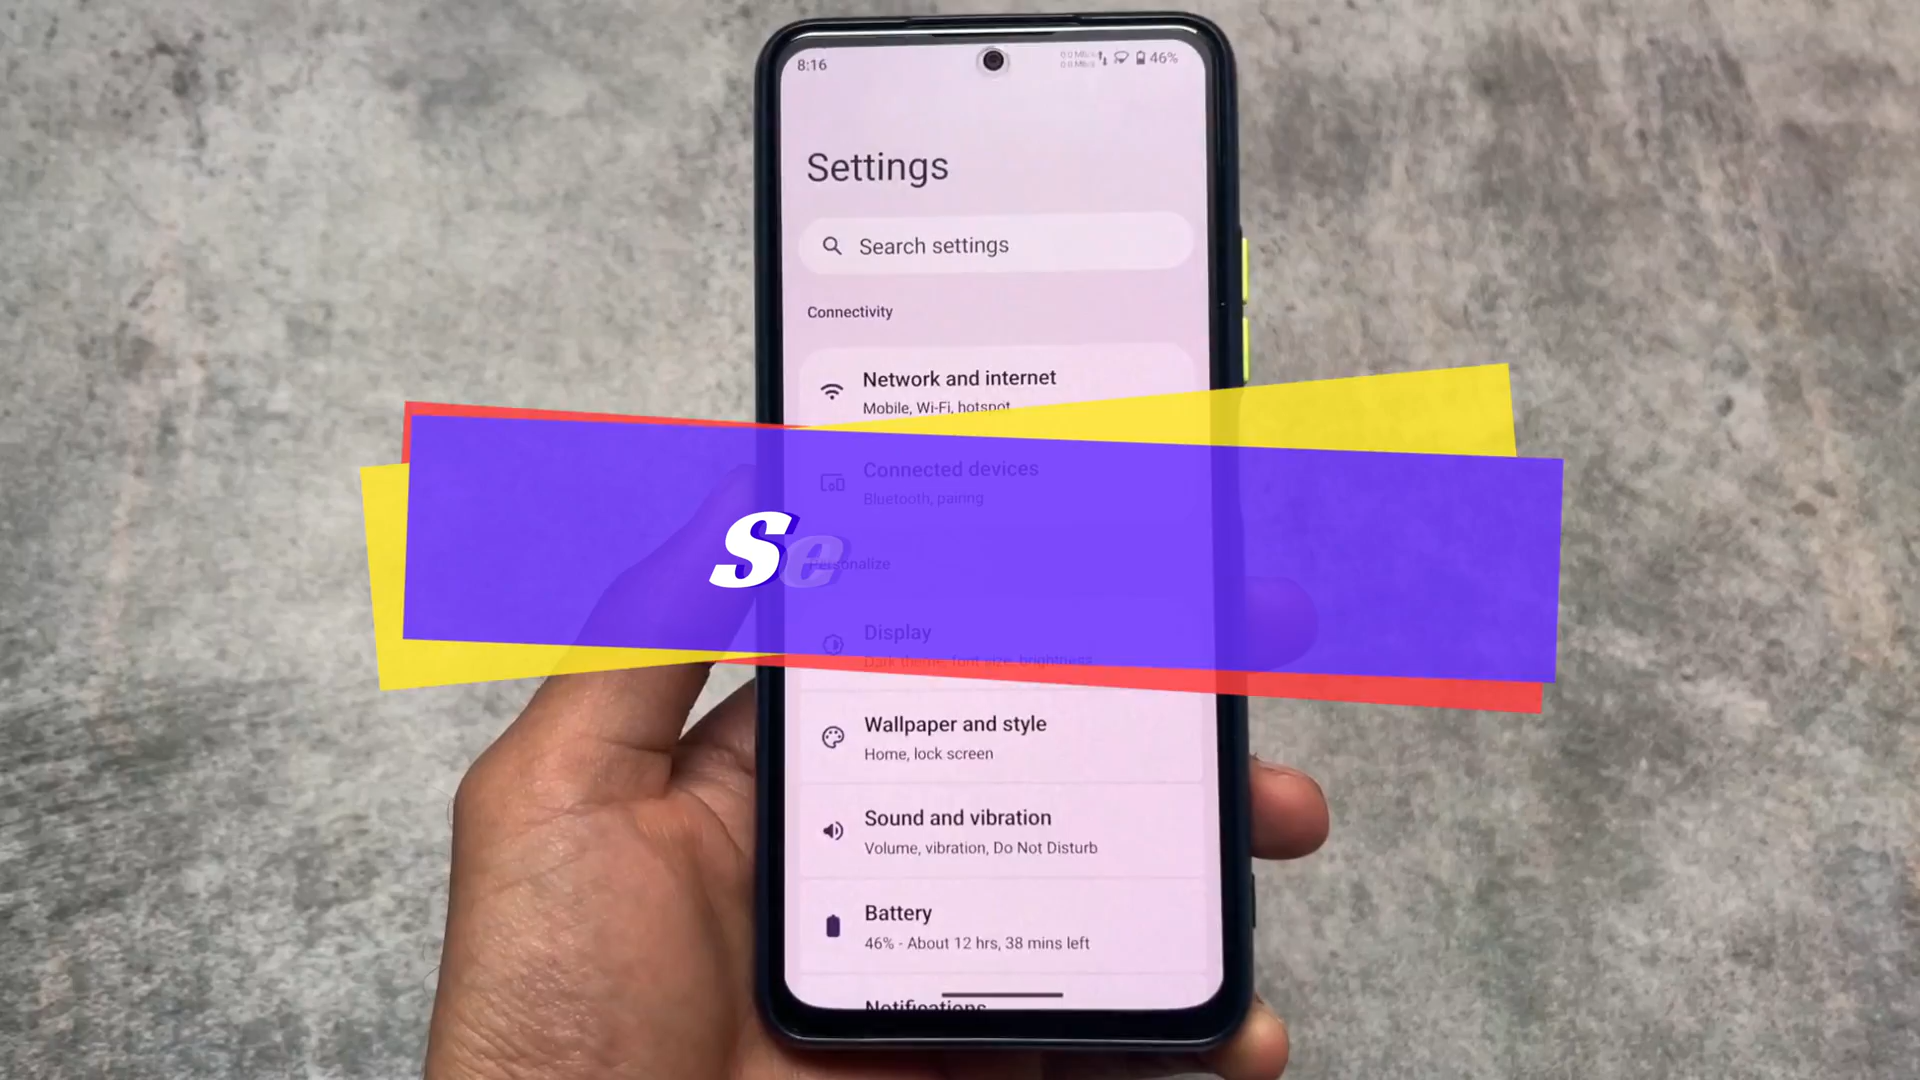 8:16
46%
Settings
Search settings
Connectivity
Network and internet
Mobile, Wi-Fi, hotspot
Connected devices
Bluetooth, pairing
Se
Personalize
Display
Dark theme, font size, brightness
Wallpaper and style
Home, lock screen
Sound and vibration
Volume, vibration, Do Not Disturb
Battery
46% - About 12 hrs, 38 mins left
Notifications